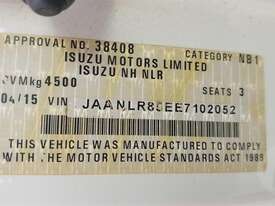 APPROVAL NO. 38408
CATEGORY NB1
ISUZU MOTORS LIMITED
ISUZU NH NLR
GVMkg 4500
SEATS 3
04/15 VIN JAANLR85EE7102052
THIS VEHICLE WAS MANUFACTURED TO COMPLY
WITH THE MOTOR VEHICLE STANDARDS ACT 1989